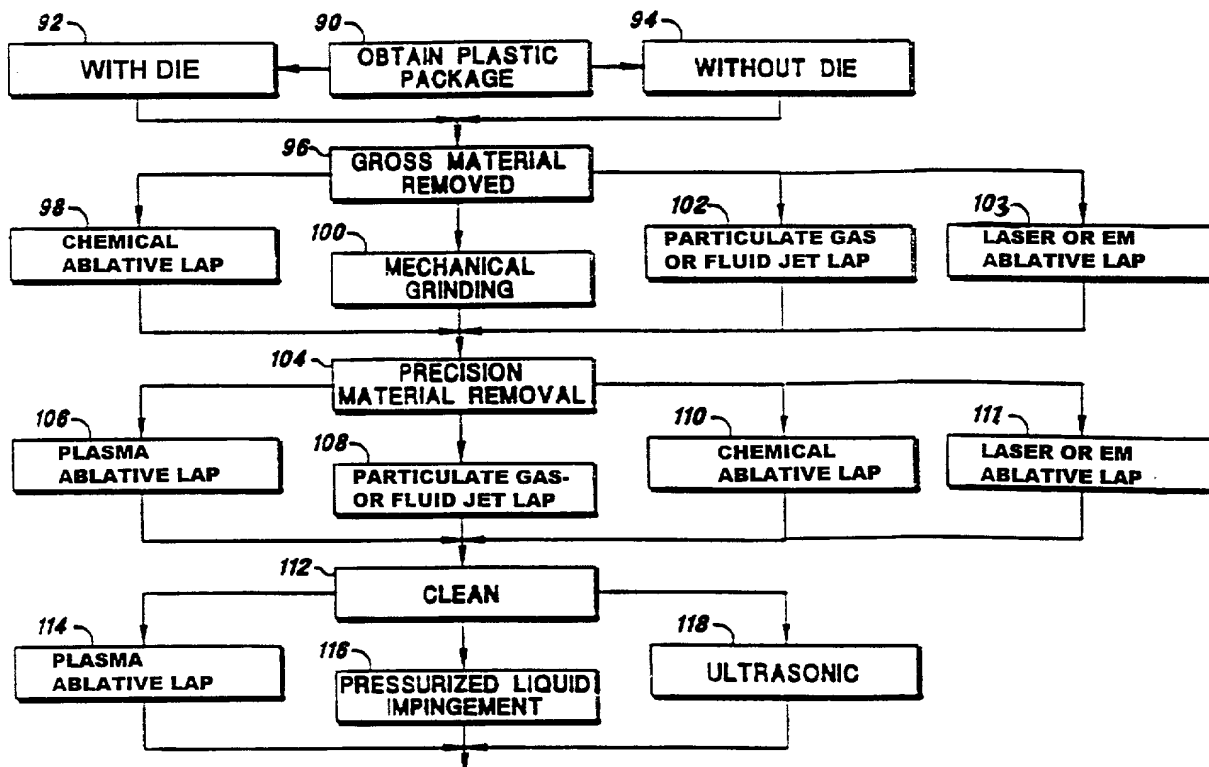 92
90
94
WITH DIE
OBTAIN PLASTIC
PACKAGE
WITHOUT DIE
96
GROSS MATERIAL
REMOVED
98
CHEMICAL
ABLATIVE LAP
100
MECHANICAL
GRINDING
102
PARTICULATE GAS
OR FLUID JET LAP
103
LASER OR EM
ABLATIVE LAP
104
PRECISION
MATERIAL REMOVAL
106
PLASMA
ABLATIVE LAP
108
PARTICULATE GAS-
OR FLUID JET LAP
110
CHEMICAL
ABLATIVE LAP
111
LASER OR EM
ABLATIVE LAP
112
CLEAN
114
PLASMA
ABLATIVE LAP
116
PRESSURIZED LIQUID
IMPINGEMENT
118
ULTRASONIC